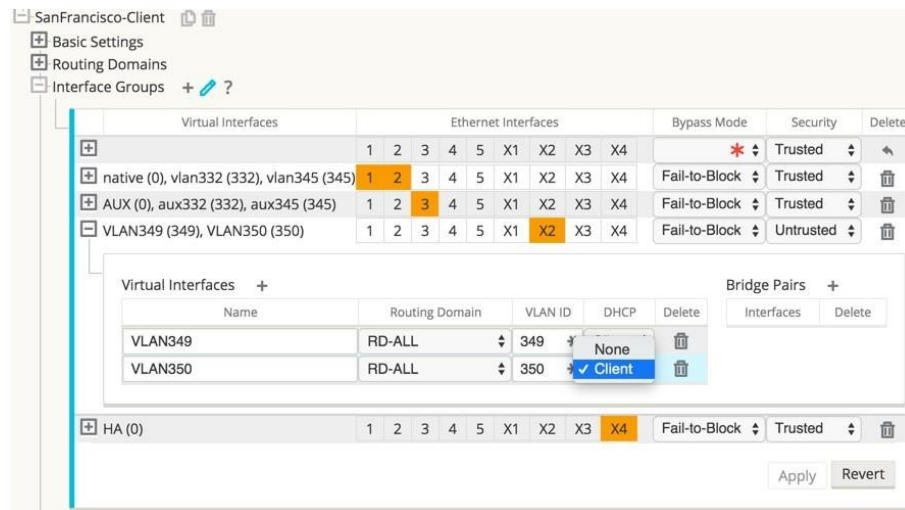 SanFrancisco-Client
Basic Settings
Routing Domains
Interface Groups + ?
Virtual Interfaces Ethernet Interfaces Bypass Mode Security Delete
1 2 3 4 5 X1 X2 X3 X4 * Trusted
native (0), vlan332 (332), vlan345 (345) 1 2 3 4 5 X1 X2 X3 X4 Fail-to-Block Trusted
AUX (0), aux332 (332), aux345 (345) 1 2 3 4 5 X1 X2 X3 X4 Fail-to-Block Trusted
VLAN349 (349), VLAN350 (350) 1 2 3 4 5 X1 X2 X3 X4 Fail-to-Block Untrusted
Virtual Interfaces + Bridge Pairs +
Name Routing Domain VLAN ID DHCP Delete Interfaces Delete
VLAN349 RD-ALL 349 None
VLAN350 RD-ALL 350 ✓ Client
HA (0) 1 2 3 4 5 X1 X2 X3 X4 Fail-to-Block Trusted
Apply Revert